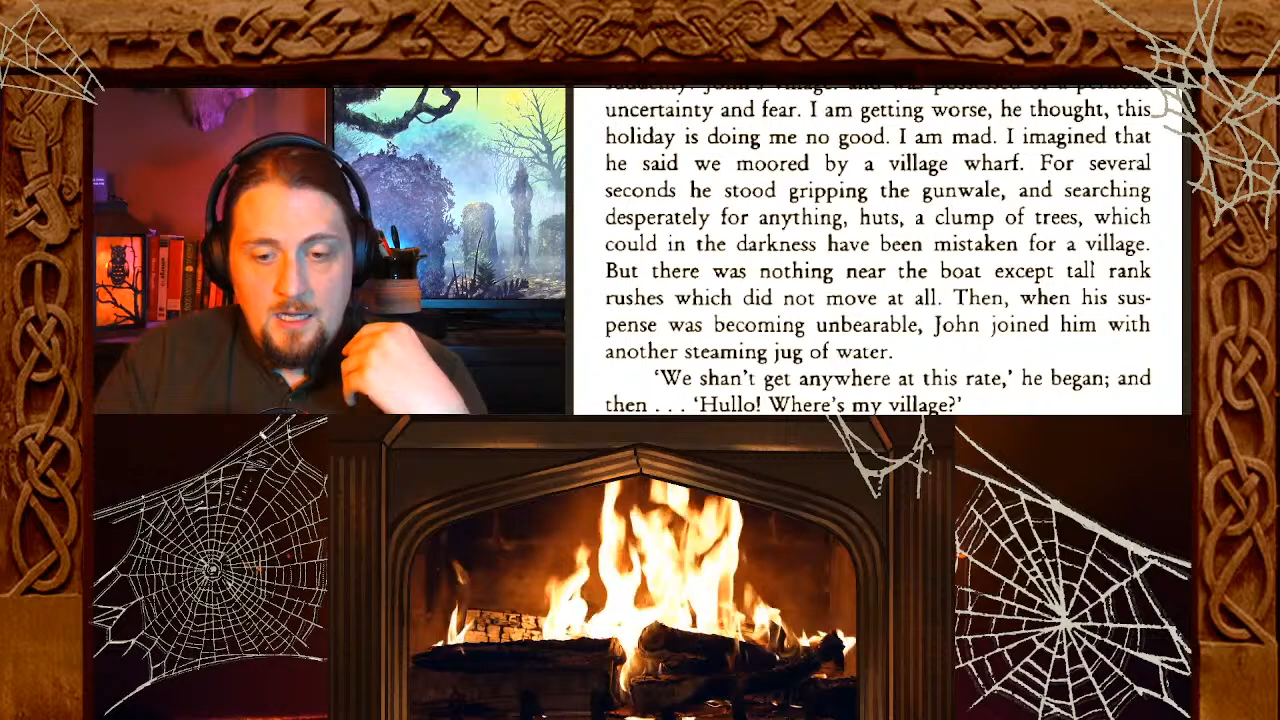 uncertainty and fear. I am getting worse, he thought, this
holiday is doing me no good. I am mad. I imagined that
he said we moored by a village wharf. For several
seconds he stood gripping the gunwale, and searching
desperately for anything, huts, a clump of trees, which
could in the darkness have been mistaken for a village.
But there was nothing near the boat except tall rank
rushes which did not move at all. Then, when his sus-
pense was becoming unbearable, John joined him with
another steaming jug of water.
‘We shan’t get anywhere at this rate,’ he began; and
then . . . ‘Hullo! Where’s my village?’